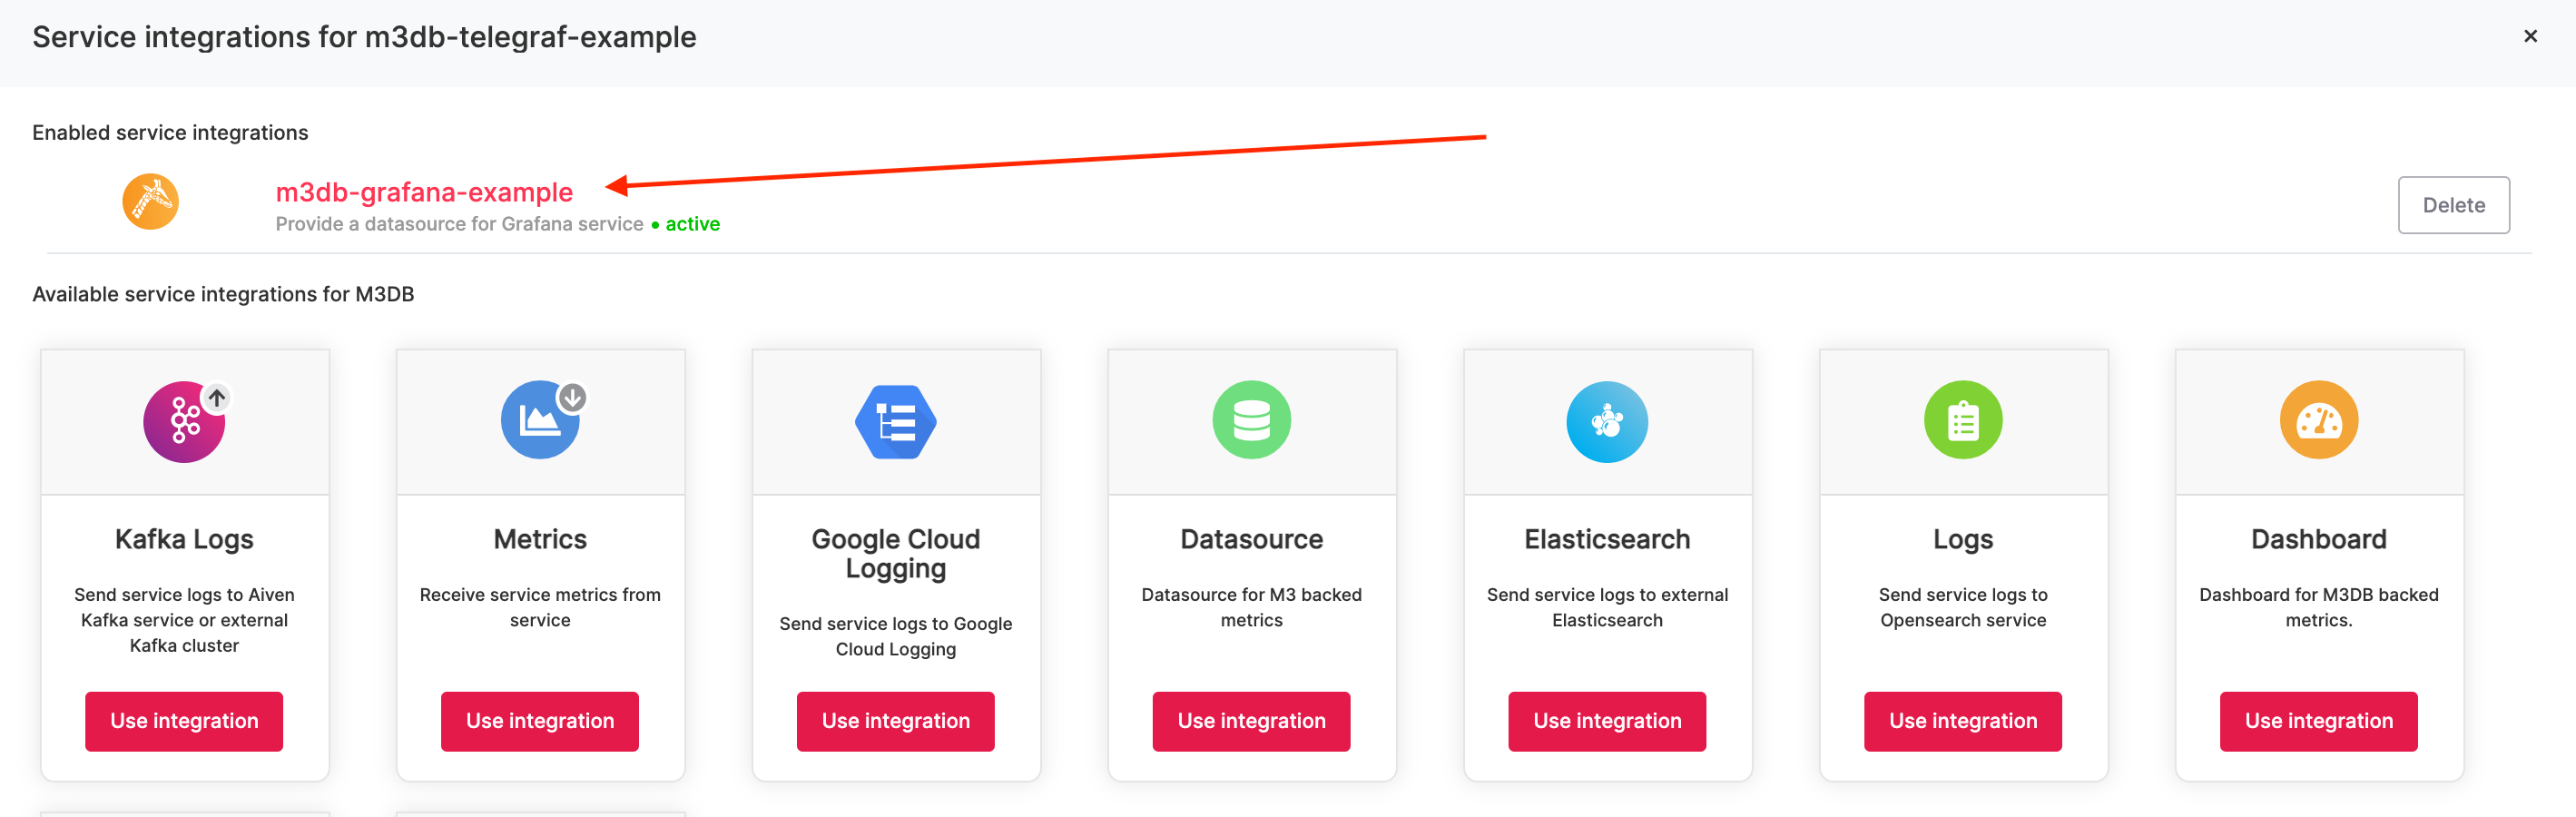 Service integrations for m3db-telegraf-example
×
Enabled service integrations
m3db-grafana-example
Provide a datasource for Grafana service • active
Delete
Available service integrations for M3DB
Kafka Logs
Send service logs to Aiven
Kafka service or external
Kafka cluster
Use integration
Metrics
Receive service metrics from
service
Use integration
Google Cloud
Logging
Send service logs to Google
Cloud Logging
Use integration
Datasource
Datasource for M3 backed
metrics
Use integration
Elasticsearch
Send service logs to external
Elasticsearch
Use integration
Logs
Send service logs to
Opensearch service
Use integration
Dashboard
Dashboard for M3DB backed
metrics.
Use integration